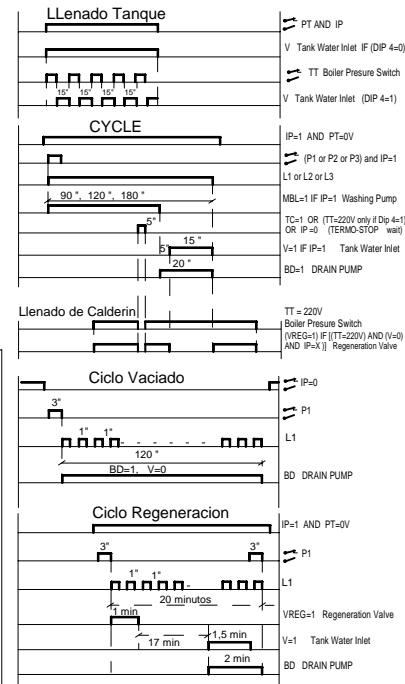 LLenado Tanque
PT AND IP
V Tank Water Inlet IF (DIP 4=0)
TT Boiler Presure Switch
15" 15" 15" 15"
V Tank Water Inlet (DIP 4=1)
CYCLE
IP=1 AND PT=0V
(P1 or P2 or P3) and IP=1
L1 or L2 or L3
90 ", 120 ", 180 "
MBL=1 IF IP=1 Washing Pump
5"
TC=1 OR (TT=220V only if Dip 4=1)
OR IP =0 (TERMO-STOP wait)
5" 15 "
V=1 IF IP=1 Tank Water Inlet
20 "
BD=1 DRAIN PUMP
Llenado de Calderin
TT = 220V
Boiler Presure Switch
(VREG=1) IF [(TT=220V) AND (V=0)
AND IP=X )] Regeneration Valve
Ciclo Vaciado
IP=0
3"
P1
1" 1"
L1
120 "
BD=1, V=0
BD DRAIN PUMP
Ciclo Regeneracion
IP=1 AND PT=0V
3" 3"
P1
1" 1"
L1
20 minutos
1 min
VREG=1 Regeneration Valve
17 min 1,5 min
V=1 Tank Water Inlet
2 min
BD DRAIN PUMP